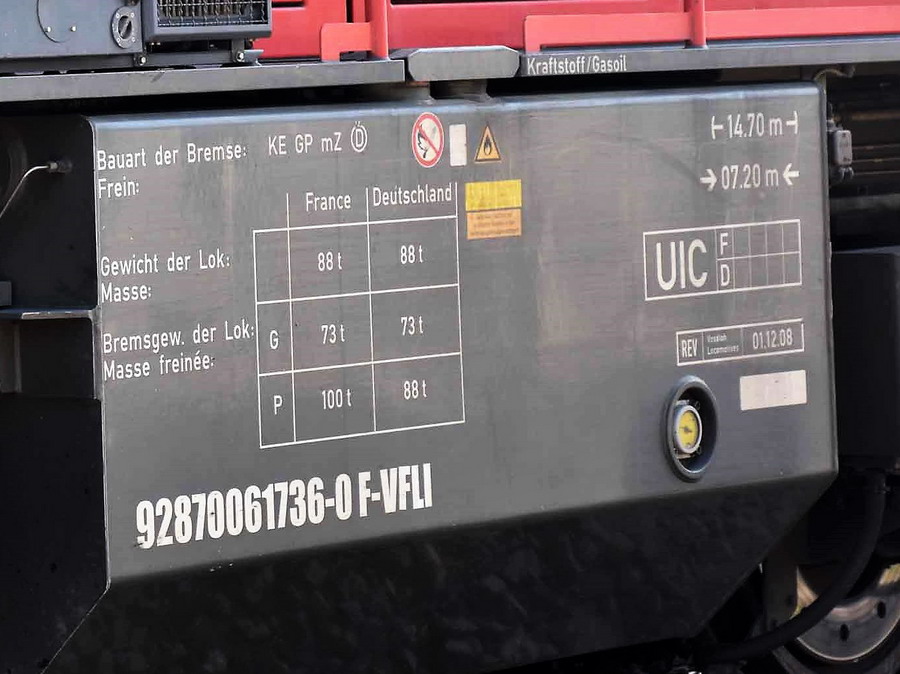 Kraftstoff/Gasoil
Bauart der Bremse: KE GP mZ Ⓓ
Frein:
14.70 m
07.20 m
France Deutschland
Gewicht der Lok: 88 t 88 t
Masse:
Bremsgew. der Lok: G 73 t 73 t
Masse freinée:
P 100 t 88 t
UIC F
D
REV Vossloh Locomotives 01.12.08
92870061736-0 F-VFLI